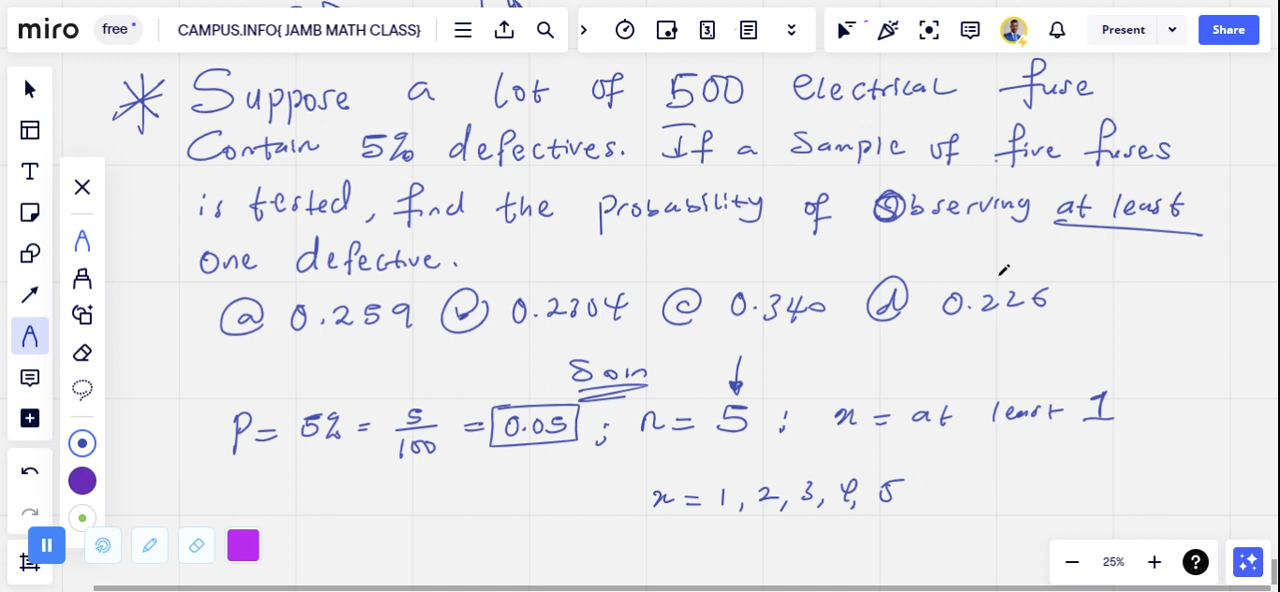 miro free CAMPUS.INFO{ JAMB MATH CLASS} Present Share
Suppose a lot of 500 electrical fuse
Contain 5% defectives. If a Sample of five fuses
is tested, find the probability of Observing at least
one defective.
@ 0.259 (b) 0.2304 © 0.340 (d) 0.226
Soln
P = 5% = 5/100 = 0.05 ; n = 5 ; x = at least 1
x = 1, 2, 3, 4, 5
25%